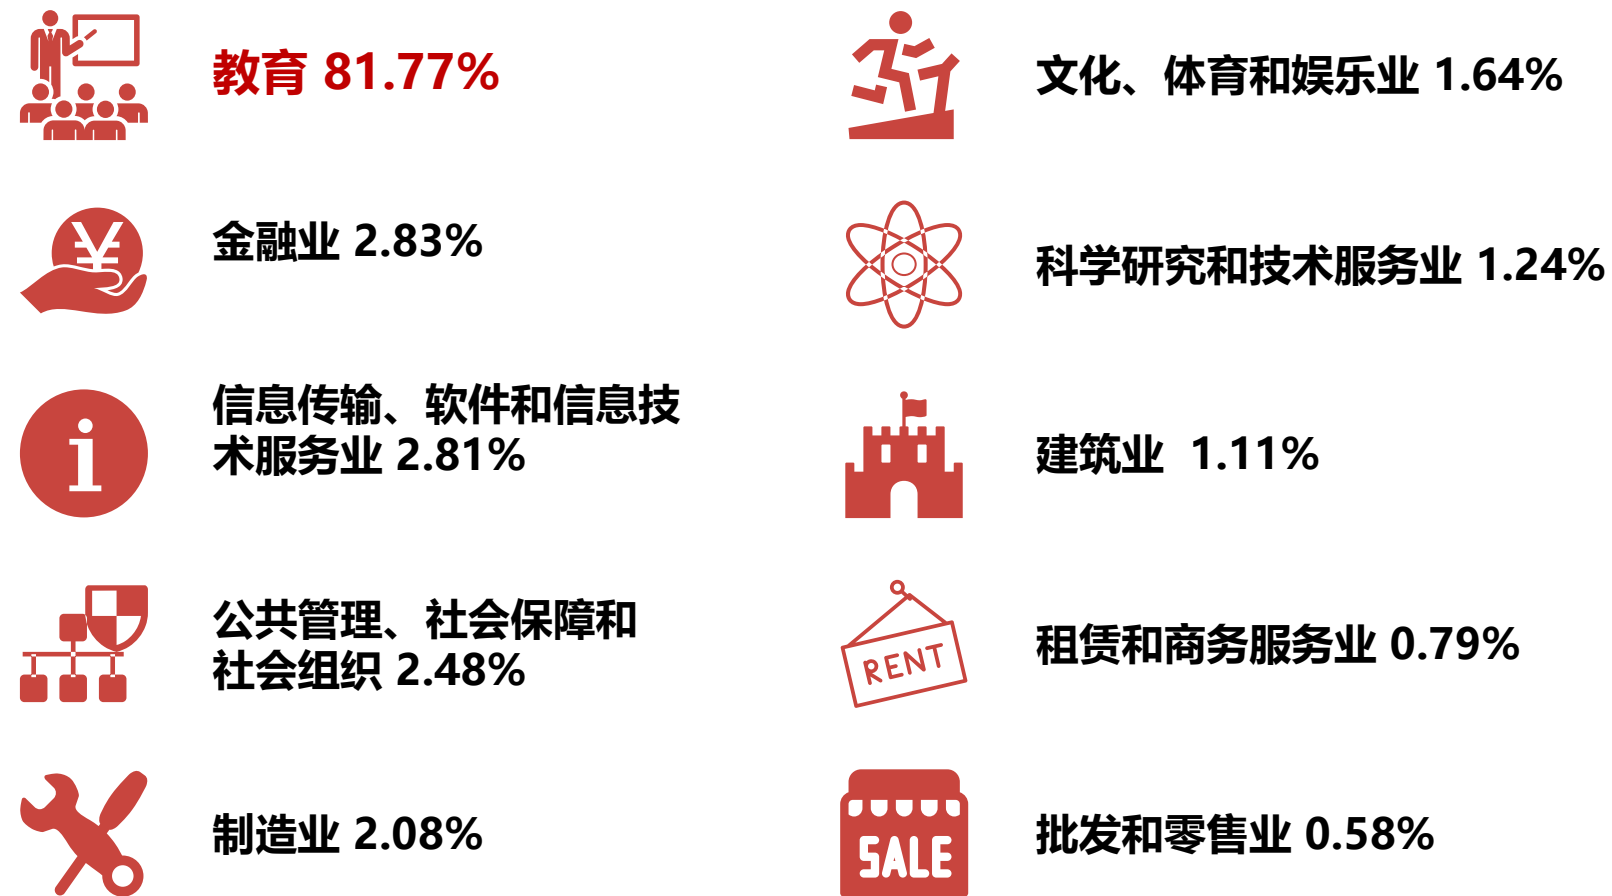 教育 81.77%
金融业 2.83%
信息传输、软件和信息技
术服务业 2.81%
公共管理、社会保障和
社会组织 2.48%
制造业 2.08%
文化、体育和娱乐业 1.64%
科学研究和技术服务业 1.24%
建筑业 1.11%
RENT
租赁和商务服务业 0.79%
SALE
批发和零售业 0.58%